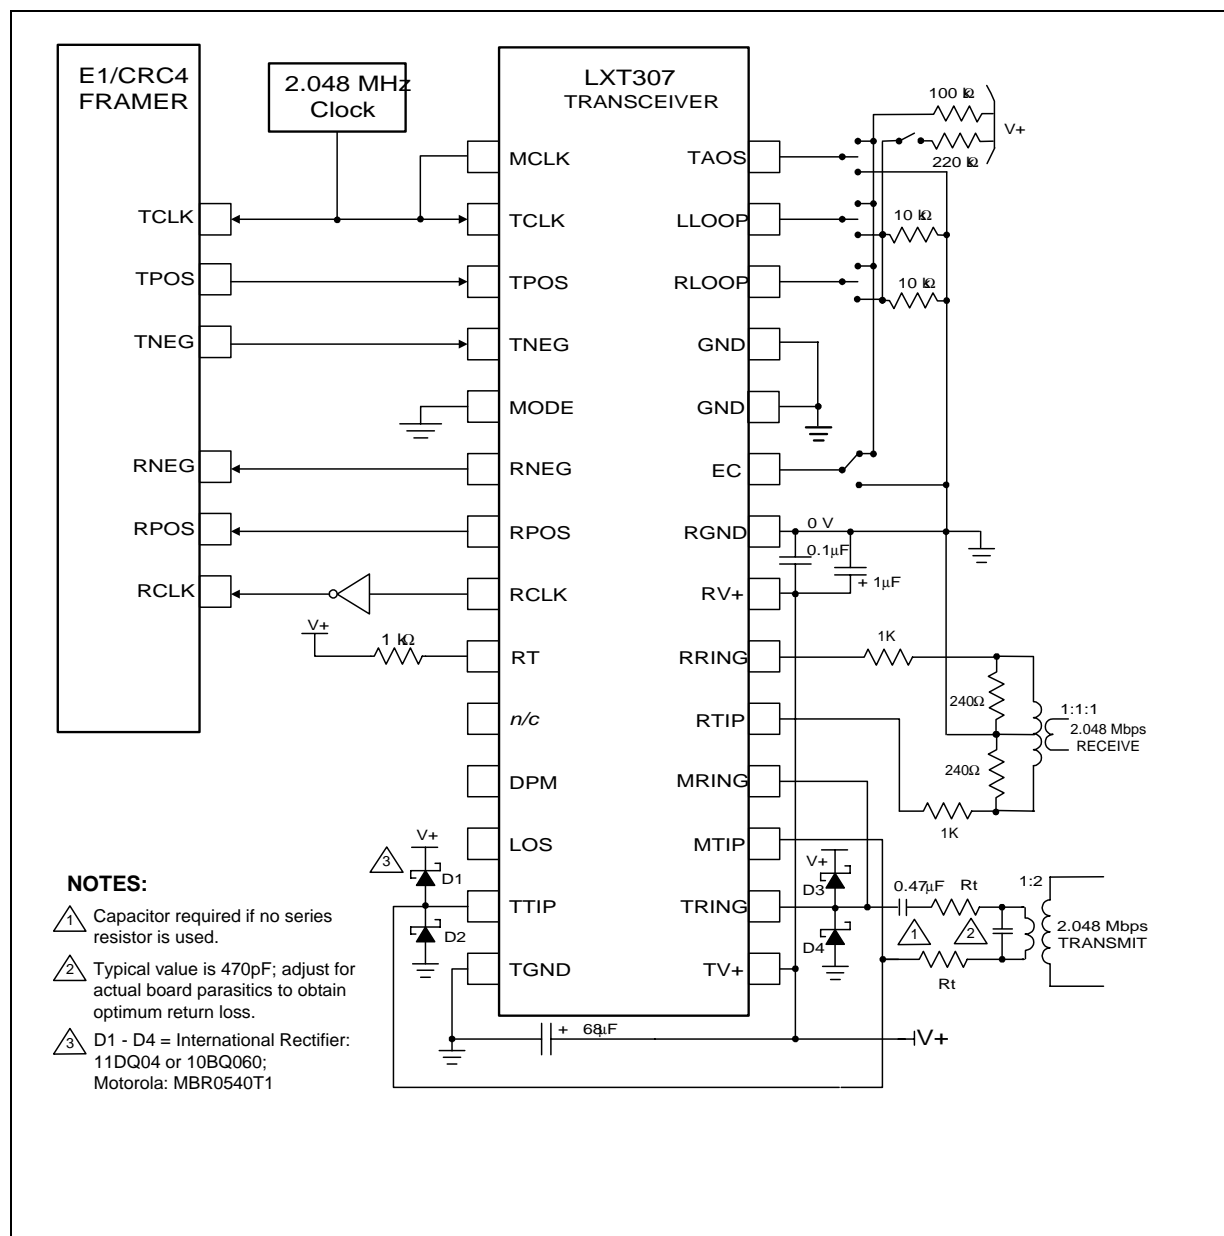 E1/CRC4
FRAMER
2.048 MHz
Clock
LXT307
TRANSCEIVER
100 kΩ
V+
220 kΩ
MCLK
TAOS
TCLK
TCLK
LLOOP
10 kΩ
TPOS
TPOS
RLOOP
10 kΩ
TNEG
TNEG
GND
MODE
GND
RNEG
RNEG
EC
RPOS
RPOS
RGND
0 V
0.1µF
+ 1µF
RCLK
RCLK
RV+
V+
1 kΩ
RT
RRING
1K
240Ω
n/c
RTIP
1:1:1
2.048 Mbps
RECEIVE
240Ω
DPM
MRING
1K
LOS
MTIP
V+
3
D1
D2
TTIP
V+
D3
D4
TRING
0.47µF
Rt
1:2
1
2
2.048 Mbps
TRANSMIT
TGND
TV+
Rt
+ 68µF
V+
NOTES:
1 Capacitor required if no series
resistor is used.
2 Typical value is 470pF; adjust for
actual board parasitics to obtain
optimum return loss.
3 D1 - D4 = International Rectifier:
11DQ04 or 10BQ060;
Motorola: MBR0540T1